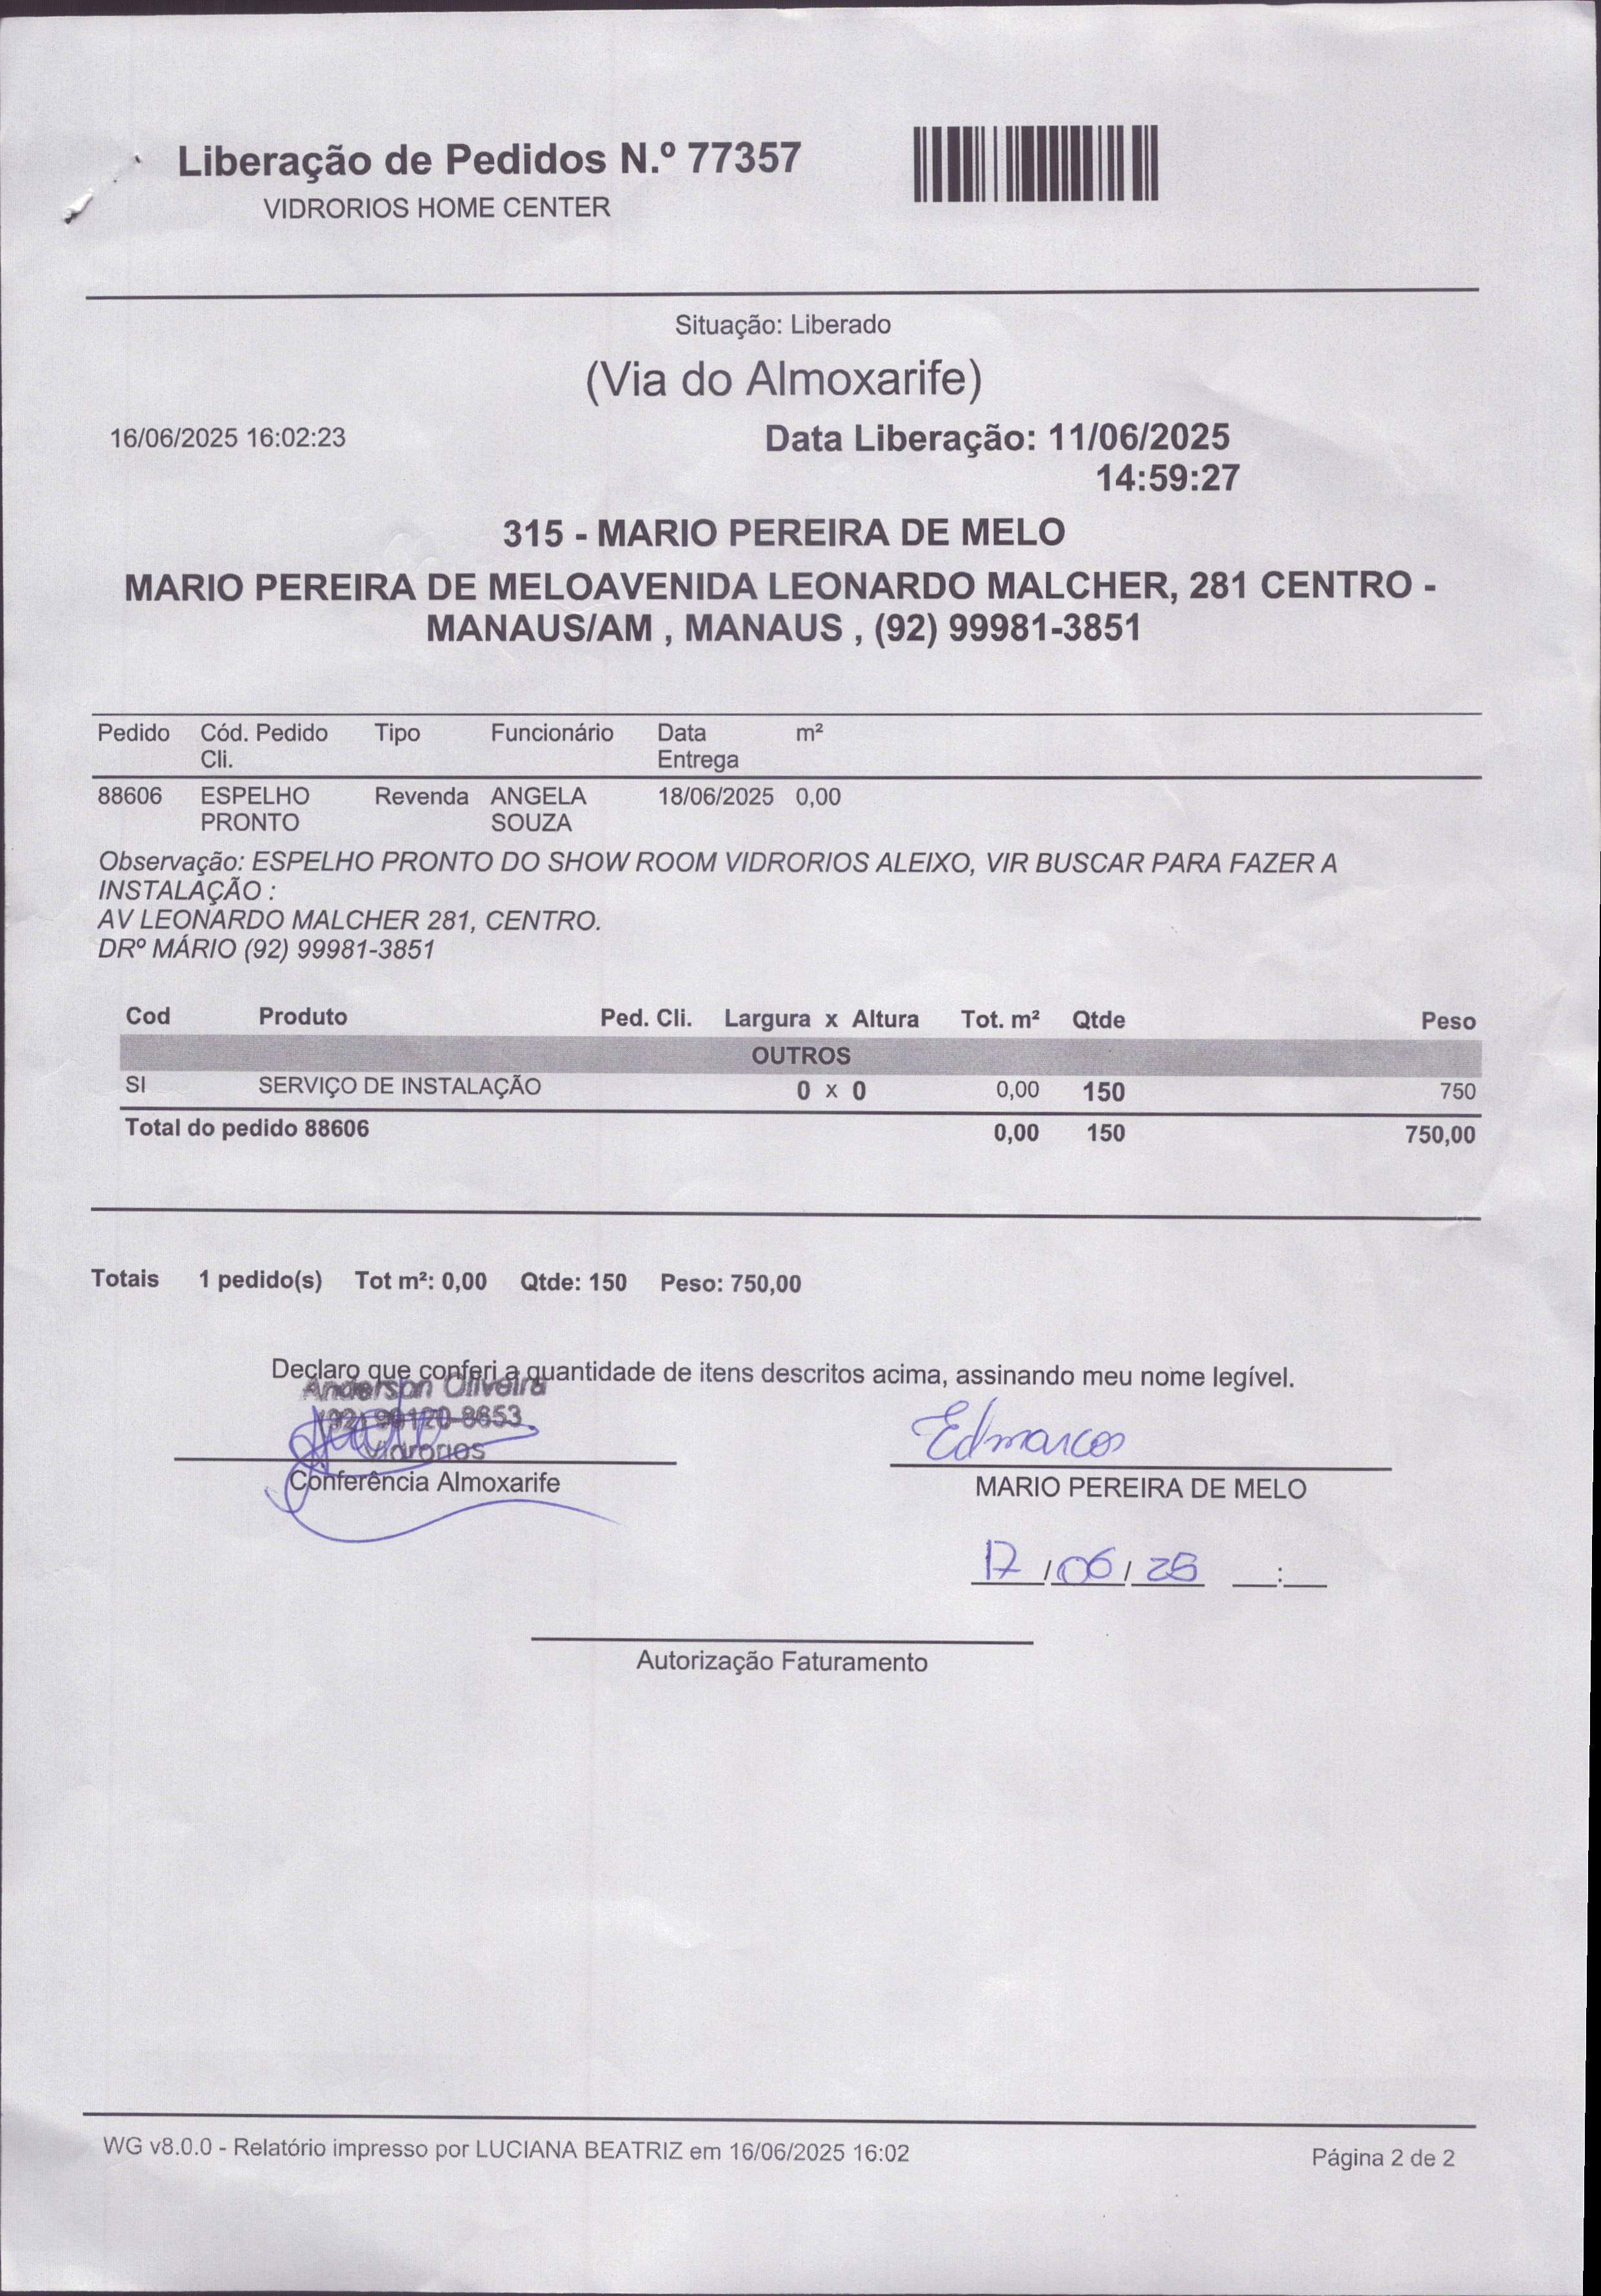 Liberação de Pedidos N.º 77357
VIDRORIOS HOME CENTER
Situação: Liberado
(Via do Almoxarife)
16/06/2025 16:02:23 Data Liberação: 11/06/2025
14:59:27
315 - MARIO PEREIRA DE MELO
MARIO PEREIRA DE MELOAVENIDA LEONARDO MALCHER, 281 CENTRO -
MANAUS/AM , MANAUS , (92) 99981-3851
Pedido Cód. Pedido Tipo Funcionário Data m²
Cli. Entrega
88606 ESPELHO Revenda ANGELA 18/06/2025 0,00
PRONTO SOUZA
Observação: ESPELHO PRONTO DO SHOW ROOM VIDRORIOS ALEIXO, VIR BUSCAR PARA FAZER A
INSTALAÇÃO :
AV LEONARDO MALCHER 281, CENTRO.
DRº MÁRIO (92) 99981-3851
Cod Produto Ped. Cli. Largura x Altura Tot. m² Qtde Peso
OUTROS
SI SERVIÇO DE INSTALAÇÃO 0 x 0 0,00 150 750
Total do pedido 88606 0,00 150 750,00
Totais 1 pedido(s) Tot m²: 0,00 Qtde: 150 Peso: 750,00
Declaro que conferi a quantidade de itens descritos acima, assinando meu nome legível.
Anderson Oliveira
Vidrorios
Edmarcos
Conferência Almoxarife MARIO PEREIRA DE MELO
17 / 06 / 25 __:__
Autorização Faturamento
WG v8.0.0 - Relatório impresso por LUCIANA BEATRIZ em 16/06/2025 16:02 Página 2 de 2